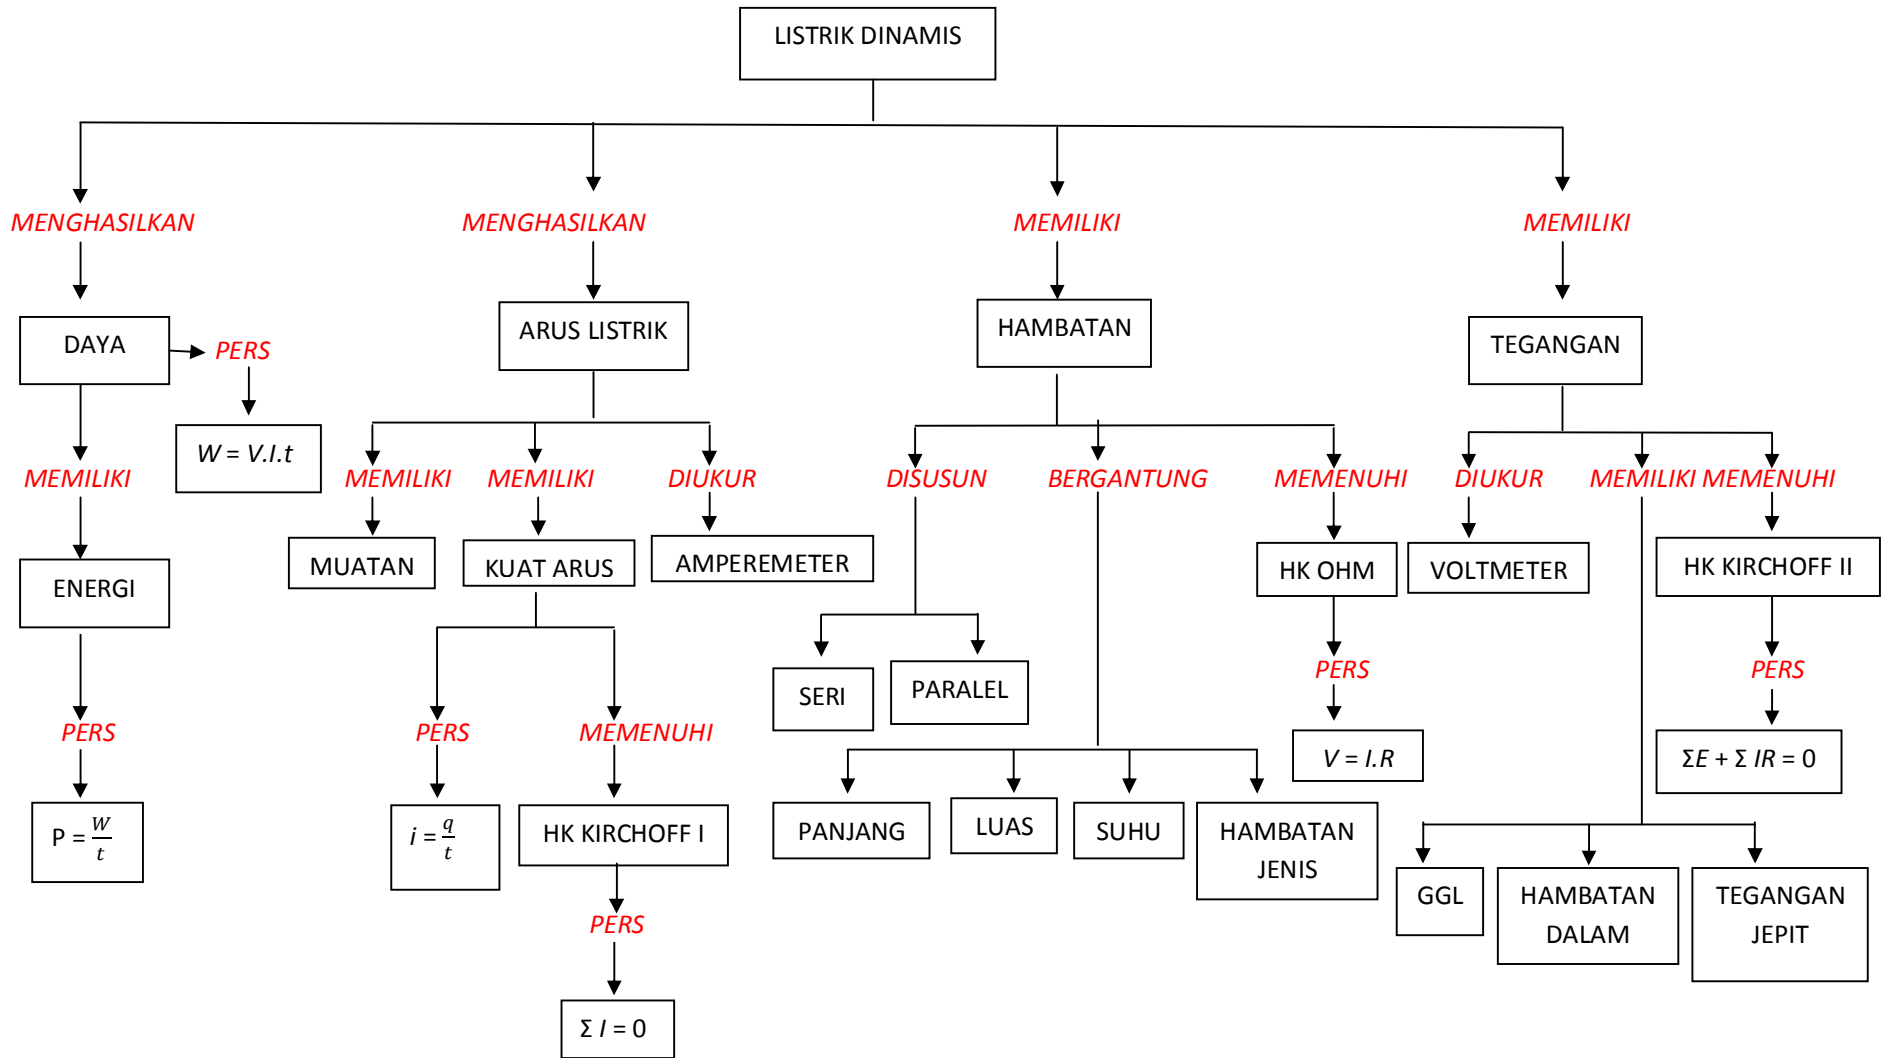 LISTRIK DINAMIS
MENGHASILKAN
MENGHASILKAN
MEMILIKI
MEMILIKI
DAYA
PERS
ARUS LISTRIK
HAMBATAN
TEGANGAN
W = V.I.t
MEMILIKI
MEMILIKI
MEMILIKI
DIUKUR
DISUSUN
BERGANTUNG
MEMENUHI
DIUKUR
MEMILIKI
MEMENUHI
ENERGI
MUATAN
KUAT ARUS
AMPEREMETER
HK OHM
VOLTMETER
HK KIRCHOFF II
SERI
PARALEL
PERS
PERS
PERS
PERS
MEMENUHI
V = I.R
ΣE + Σ IR = 0
P = W/t
i = q/t
HK KIRCHOFF I
PANJANG
LUAS
SUHU
HAMBATAN
JENIS
GGL
HAMBATAN
DALAM
TEGANGAN
JEPIT
PERS
Σ I = 0